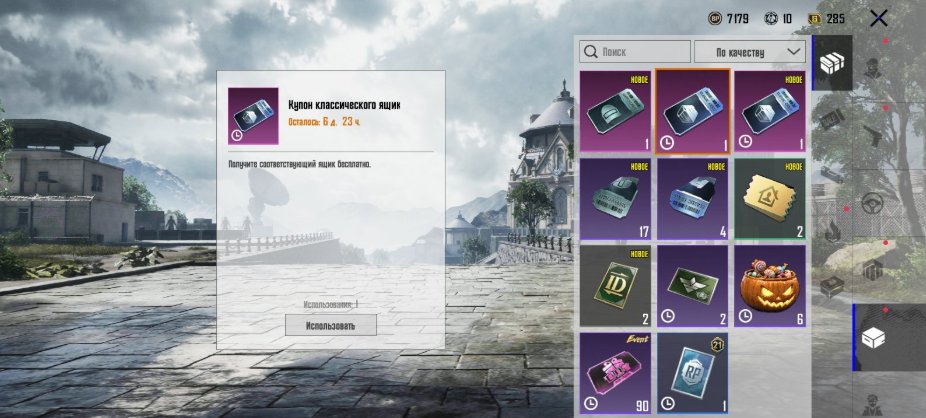 7179 10 285
Поиск
По качеству
Купон классического ящик
Осталось: 6 д. 23 ч.
Получите соответствующий ящик бесплатно.
Использования: 1
Использовать
НОВОЕ
1
1
НОВОЕ
1
НОВОЕ
17
НОВОЕ
4
НОВОЕ
2
НОВОЕ
ID
2
2
6
Event
90
21
RP
1